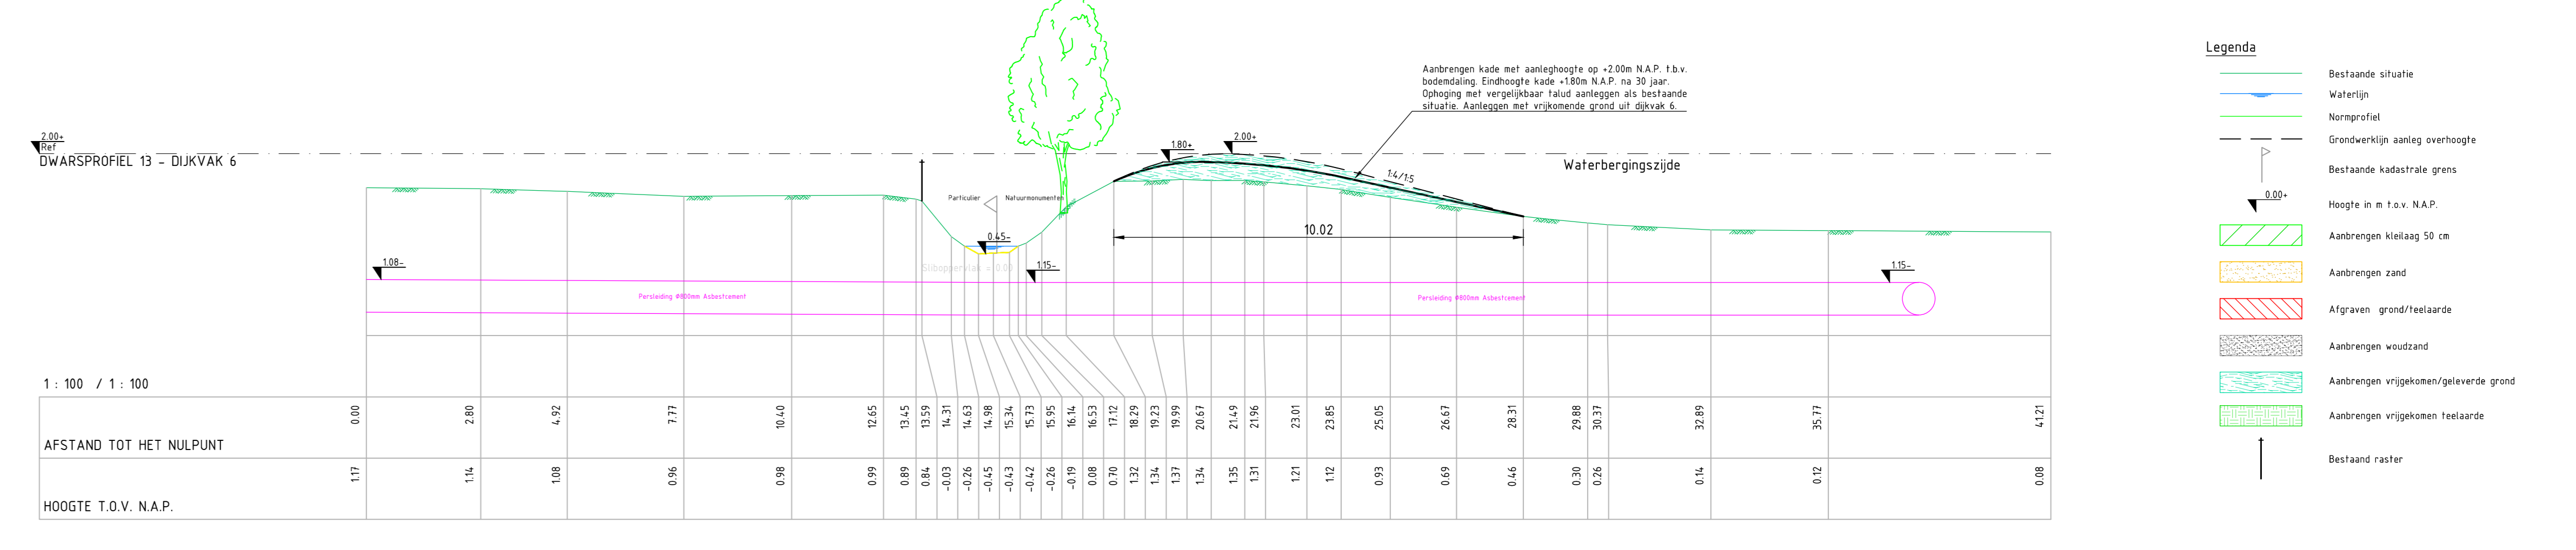 Aanbrengen kade met aanleghoogte op +2.00m N.A.P. t.b.v.
bodemdaling. Eindhoogte kade +1.80m N.A.P. na 30 jaar.
Ophoging met vergelijkbaar talud aanleggen als bestaande
situatie. Aanleggen met vrijkomende grond uit dijkvak 6.
2.00+
Ref
DWARSPROFIEL 13 - DIJKVAK 6
1.80+
2.00+
Waterbergingszijde
1:4/1:5
Particulier
Natuurmonumenten
0.45-
10.02
Sliboppervlak = 0.00
1.08-
1.15-
1.15-
Persleiding Φ800mm Asbestcement
Persleiding Φ800mm Asbestcement
1 : 100 / 1 : 100
AFSTAND TOT HET NULPUNT
0.00 2.80 4.92 7.77 10.40 12.65 13.45 13.59 14.31 14.63 14.98 15.34 15.73 15.95 16.14 16.53 17.12 18.29 19.23 19.99 20.67 21.49 21.96 23.01 23.85 25.05 26.67 28.31 29.88 30.37 32.89 35.77 41.21
HOOGTE T.O.V. N.A.P.
1.17 1.14 1.08 0.96 0.98 0.99 0.89 0.84 -0.03 -0.26 -0.45 -0.43 -0.42 -0.26 -0.19 0.08 0.70 1.32 1.34 1.37 1.34 1.35 1.31 1.21 1.12 0.93 0.69 0.46 0.30 0.26 0.14 0.12 0.08
Legenda
Bestaande situatie
Waterlijn
Normprofiel
Grondwerklijn aanleg overhoogte
Bestaande kadastrale grens
0.00+
Hoogte in m t.o.v. N.A.P.
Aanbrengen kleilaag 50 cm
Aanbrengen zand
Afgraven grond/teelaarde
Aanbrengen woudzand
Aanbrengen vrijgekomen/geleverde grond
Aanbrengen vrijgekomen teelaarde
Bestaand raster